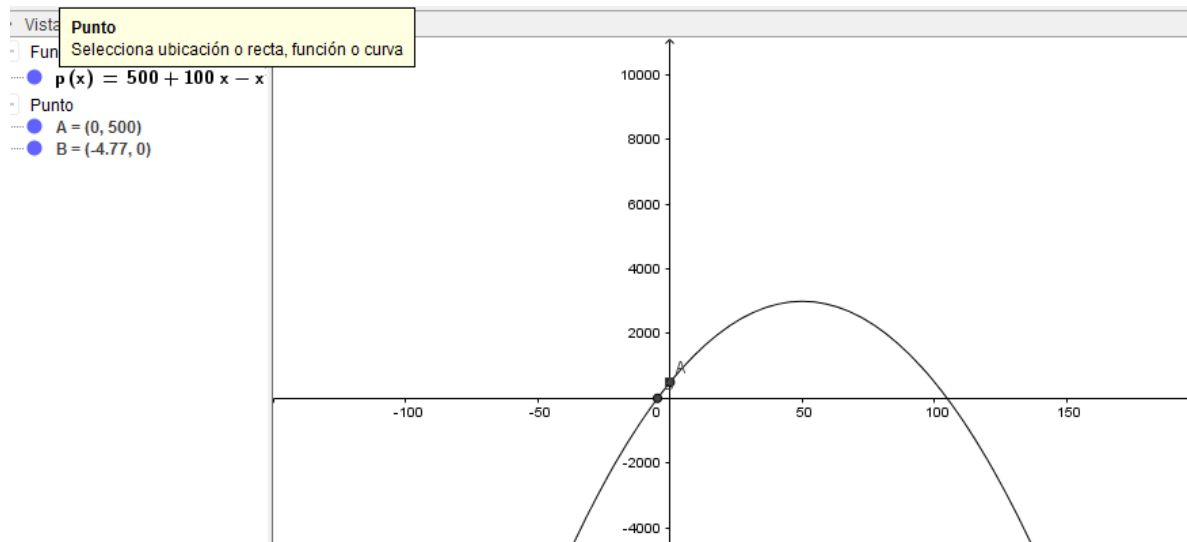 Vista
Punto
Selecciona ubicación o recta, función o curva
Fun
p(x) = 500 + 100 x − x
Punto
A = (0, 500)
B = (-4.77, 0)
10000
8000
6000
4000
2000
A
-100
-50
0
50
100
150
-2000
-4000